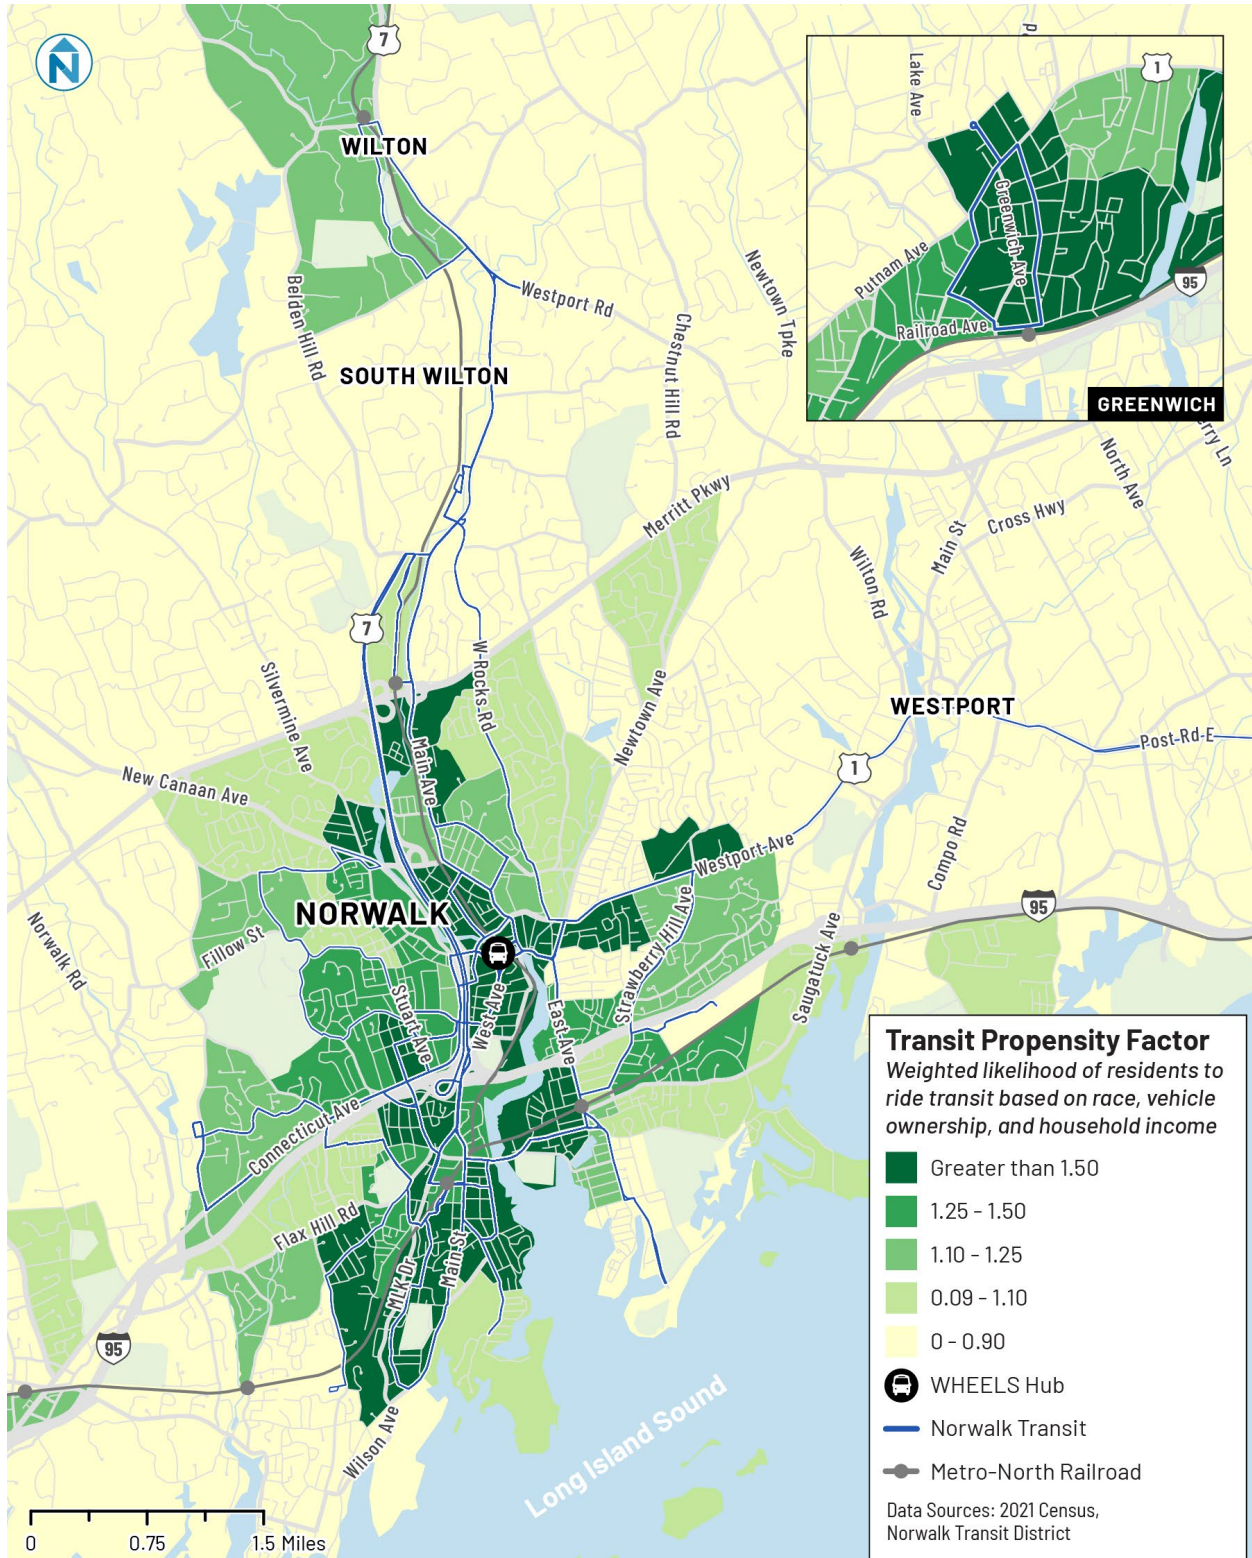 N
7
WILTON
Belden Hill Rd
Westport Rd
SOUTH WILTON
Chestnut Hill Rd
Newtown Tpke
Lake Ave
1
Putnam Ave
Greenwich Ave
Railroad Ave
95
GREENWICH
North Ave
Merritt Pkwy
Cross Hwy
Main St
Wilton Rd
7
Silvermine Ave
W Rocks Rd
Newtown Ave
WESTPORT
Post Rd E
1
New Canaan Ave
Main Ave
Westport Ave
Compo Rd
95
NORWALK
Norwalk Rd
Fillow St
Strawberry Hill Ave
Saugatuck Ave
Stuart Ave
West Ave
East Ave
Connecticut Ave
Flax Hill Rd
MLK Dr
Main St
95
Wilson Ave
Long Island Sound
0 0.75 1.5 Miles
Transit Propensity Factor
Weighted likelihood of residents to
ride transit based on race, vehicle
ownership, and household income
Greater than 1.50
1.25 - 1.50
1.10 - 1.25
0.09 - 1.10
0 - 0.90
WHEELS Hub
Norwalk Transit
Metro-North Railroad
Data Sources: 2021 Census,
Norwalk Transit District